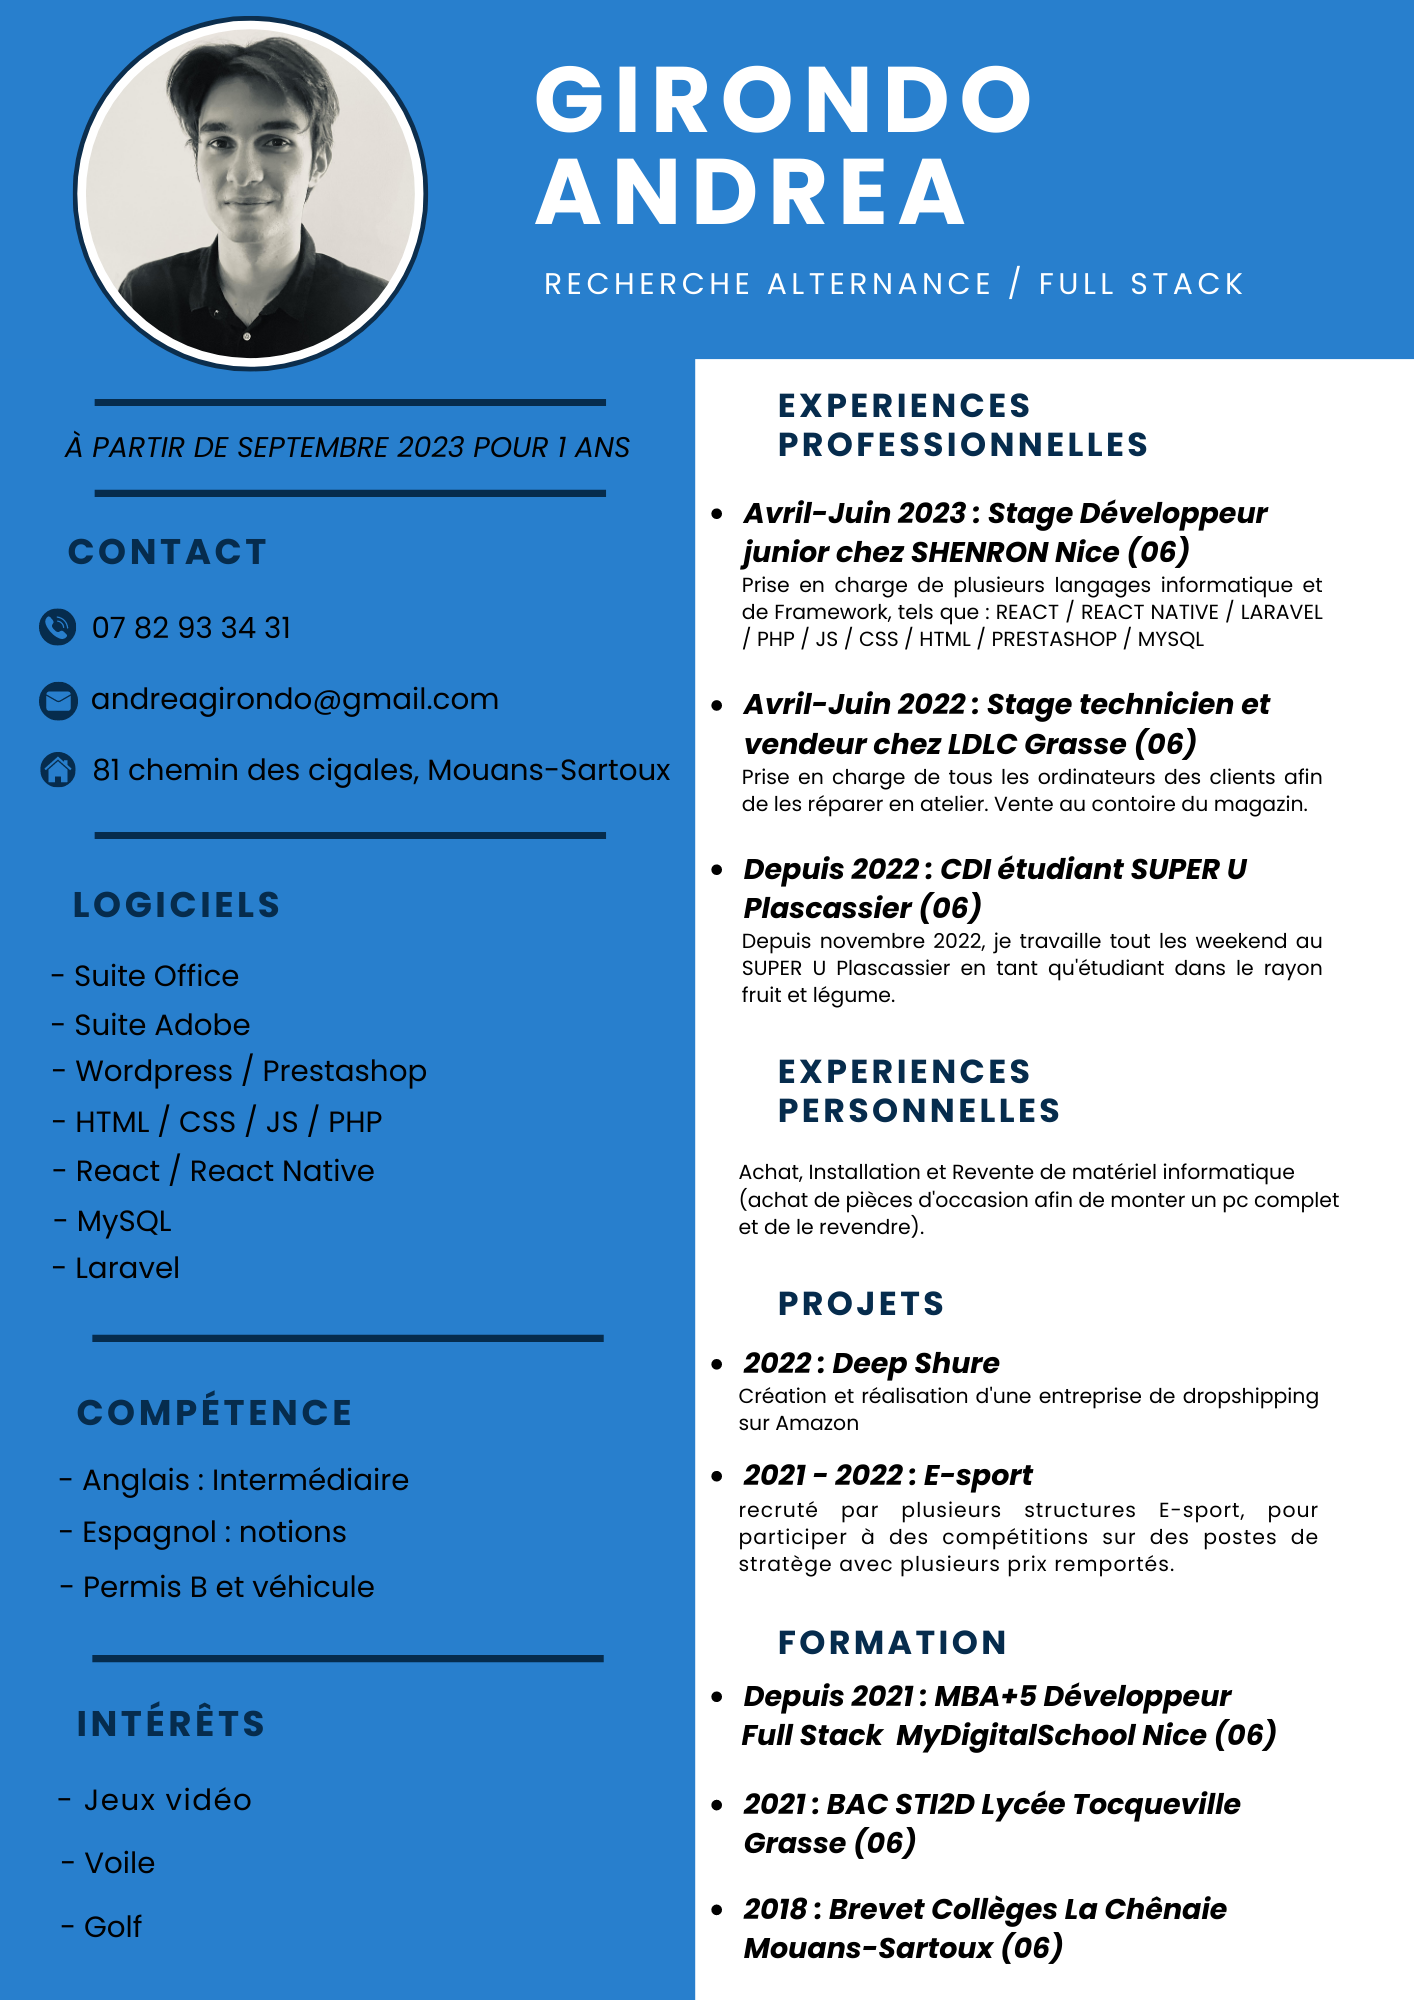 GIRONDO
ANDREA
RECHERCHE ALTERNANCE / FULL STACK
À PARTIR DE SEPTEMBRE 2023 POUR 1 ANS
CONTACT
07 82 93 34 31
andreagirondo@gmail.com
81 chemin des cigales, Mouans-Sartoux
LOGICIELS
- Suite Office
- Suite Adobe
- Wordpress / Prestashop
- HTML / CSS / JS / PHP
- React / React Native
- MySQL
- Laravel
COMPÉTENCE
- Anglais : Intermédiaire
- Espagnol : notions
- Permis B et véhicule
INTÉRÊTS
- Jeux vidéo
- Voile
- Golf
EXPERIENCES
PROFESSIONNELLES
• Avril-Juin 2023 : Stage Développeur
junior chez SHENRON Nice (06)
Prise en charge de plusieurs langages informatique et
de Framework, tels que : REACT / REACT NATIVE / LARAVEL
/ PHP / JS / CSS / HTML / PRESTASHOP / MYSQL
• Avril-Juin 2022 : Stage technicien et
vendeur chez LDLC Grasse (06)
Prise en charge de tous les ordinateurs des clients afin
de les réparer en atelier. Vente au contoire du magazin.
• Depuis 2022 : CDI étudiant SUPER U
Plascassier (06)
Depuis novembre 2022, je travaille tout les weekend au
SUPER U Plascassier en tant qu'étudiant dans le rayon
fruit et légume.
EXPERIENCES
PERSONNELLES
Achat, Installation et Revente de matériel informatique
(achat de pièces d'occasion afin de monter un pc complet
et de le revendre).
PROJETS
• 2022 : Deep Shure
Création et réalisation d'une entreprise de dropshipping
sur Amazon
• 2021 - 2022 : E-sport
recruté par plusieurs structures E-sport, pour
participer à des compétitions sur des postes de
stratège avec plusieurs prix remportés.
FORMATION
• Depuis 2021 : MBA+5 Développeur
Full Stack MyDigitalSchool Nice (06)
• 2021 : BAC STI2D Lycée Tocqueville
Grasse (06)
• 2018 : Brevet Collèges La Chênaie
Mouans-Sartoux (06)